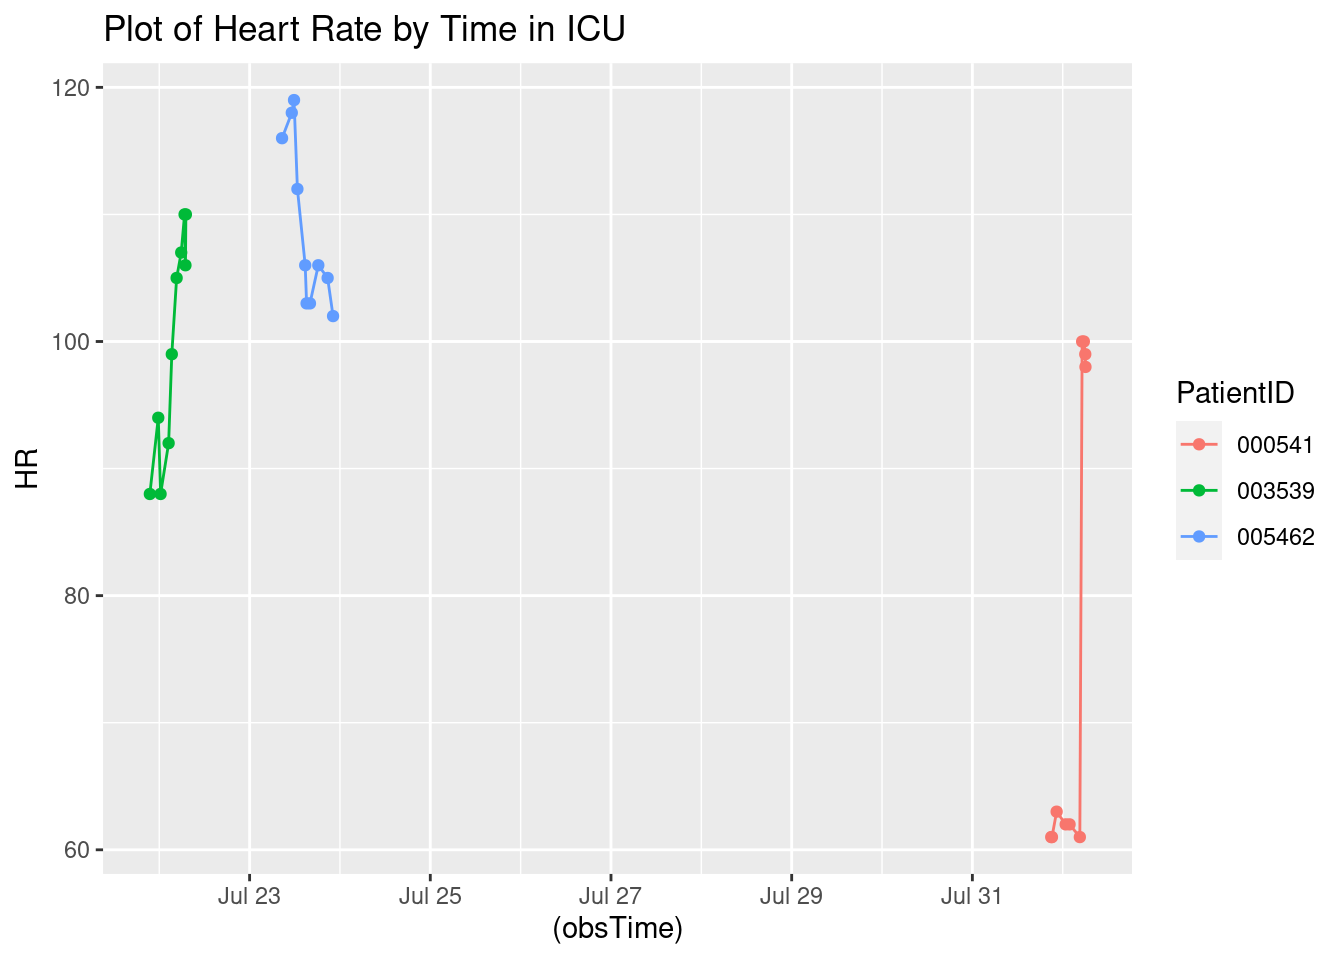 Plot of Heart Rate by Time in ICU
120
100
80
60
HR
Jul 23
Jul 25
Jul 27
Jul 29
Jul 31
(obsTime)
PatientID
000541
003539
005462